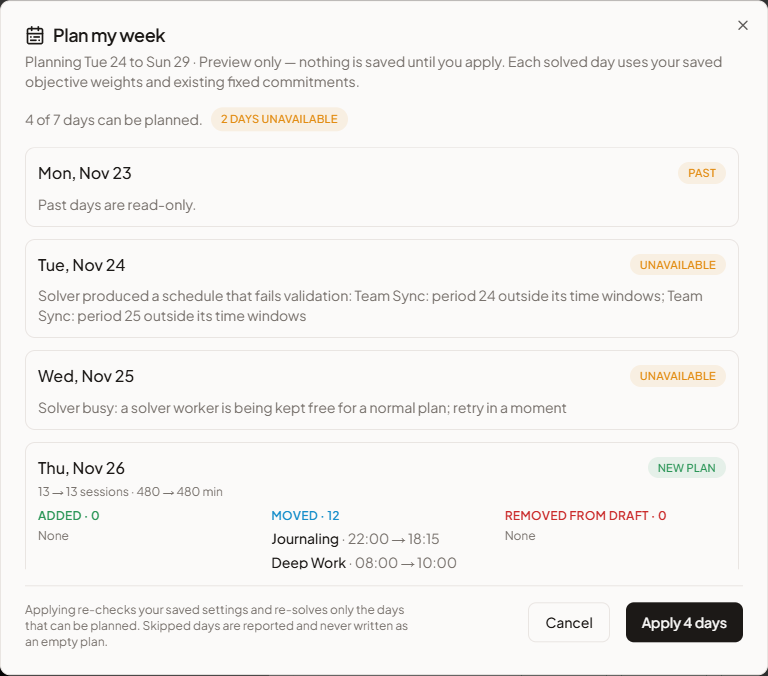 Plan my week
Planning Tue 24 to Sun 29 · Preview only — nothing is saved until you apply. Each solved day uses your saved
objective weights and existing fixed commitments.
4 of 7 days can be planned. 2 DAYS UNAVAILABLE
Mon, Nov 23 PAST
Past days are read-only.
Tue, Nov 24 UNAVAILABLE
Solver produced a schedule that fails validation: Team Sync: period 24 outside its time windows; Team
Sync: period 25 outside its time windows
Wed, Nov 25 UNAVAILABLE
Solver busy: a solver worker is being kept free for a normal plan; retry in a moment
Thu, Nov 26 NEW PLAN
13 → 13 sessions · 480 → 480 min
ADDED · 0 MOVED · 12 REMOVED FROM DRAFT · 0
None Journaling · 22:00 → 18:15 None
Deep Work · 08:00 → 10:00
Applying re-checks your saved settings and re-solves only the days
that can be planned. Skipped days are reported and never written as
an empty plan.
Cancel Apply 4 days